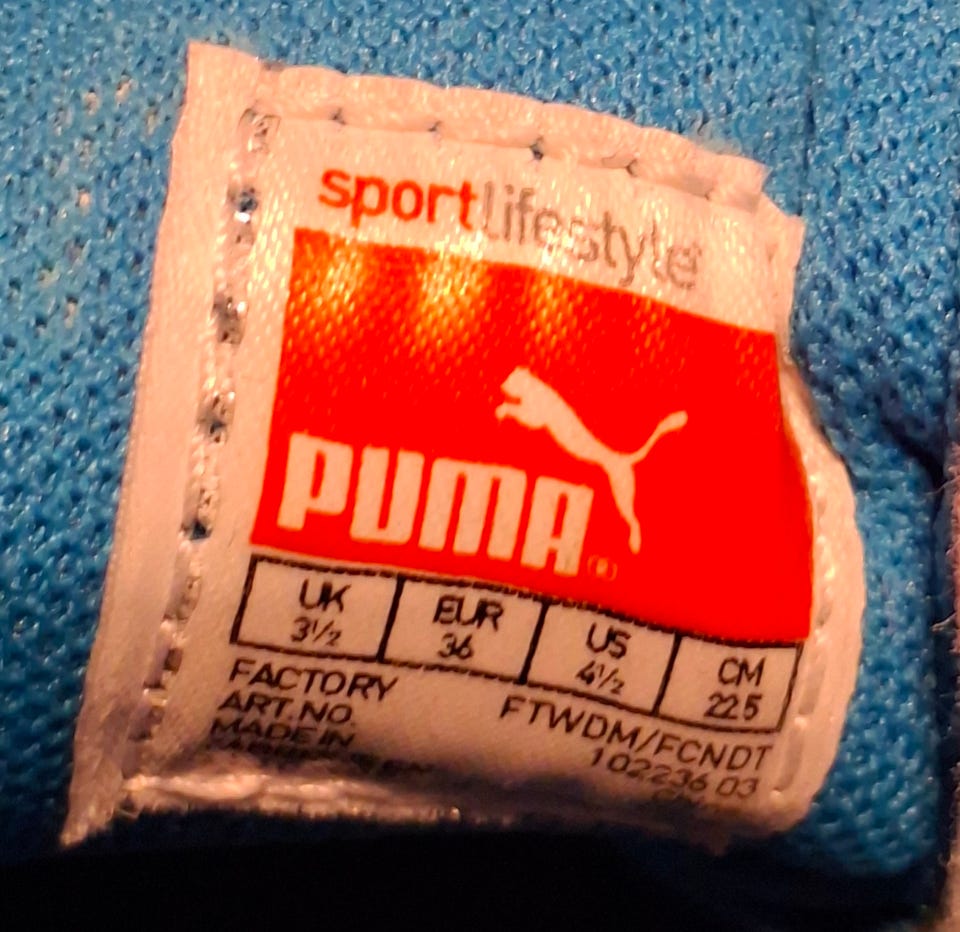 sportlifestyle®
PUMA®
UK EUR US CM
3½ 36 4½ 22.5
FACTORY FTWDM/FCNDT
ART.NO. 102236 03
MADE IN